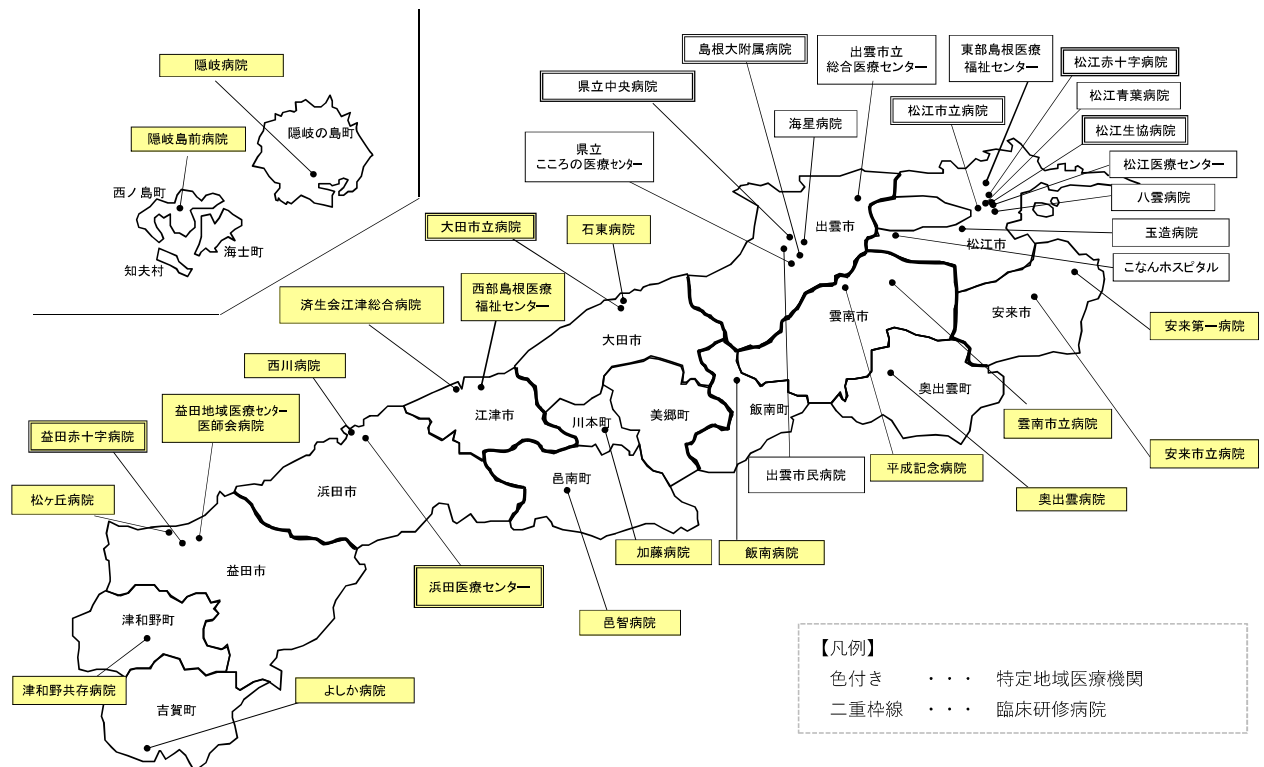 隠岐病院
隠岐島前病院
隠岐の島町
西ノ島町
海士町
知夫村
島根大附属病院
出雲市立
総合医療センター
東部島根医療
福祉センター
松江赤十字病院
県立中央病院
松江市立病院
松江青葉病院
海星病院
松江生協病院
県立
こころの医療センター
松江医療センター
八雲病院
大田市立病院
石東病院
出雲市
玉造病院
松江市
こなんホスピタル
済生会江津総合病院
西部島根医療
福祉センター
雲南市
安来市
安来第一病院
大田市
西川病院
奥出雲町
益田地域医療センター
医師会病院
江津市
川本町
美郷町
飯南町
雲南市立病院
益田赤十字病院
安来市立病院
出雲市民病院
平成記念病院
邑南町
浜田市
松ヶ丘病院
奥出雲病院
加藤病院
飯南病院
益田市
浜田医療センター
邑智病院
津和野町
津和野共存病院
よしか病院
吉賀町
【凡例】
色付き ・・・ 特定地域医療機関
二重枠線 ・・・ 臨床研修病院